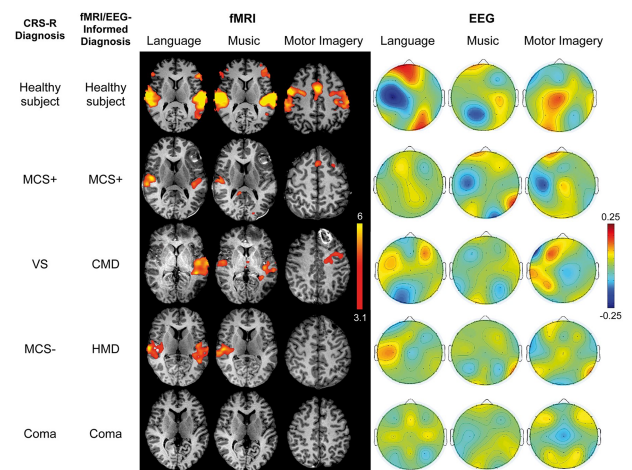 CRS-R Diagnosis
fMRI/EEG-Informed Diagnosis
fMRI
EEG
Language Music Motor Imagery
Language Music Motor Imagery
Healthy subject
Healthy subject
MCS+
MCS+
VS
CMD
MCS-
HMD
Coma
Coma
6
3.1
0.25
-0.25